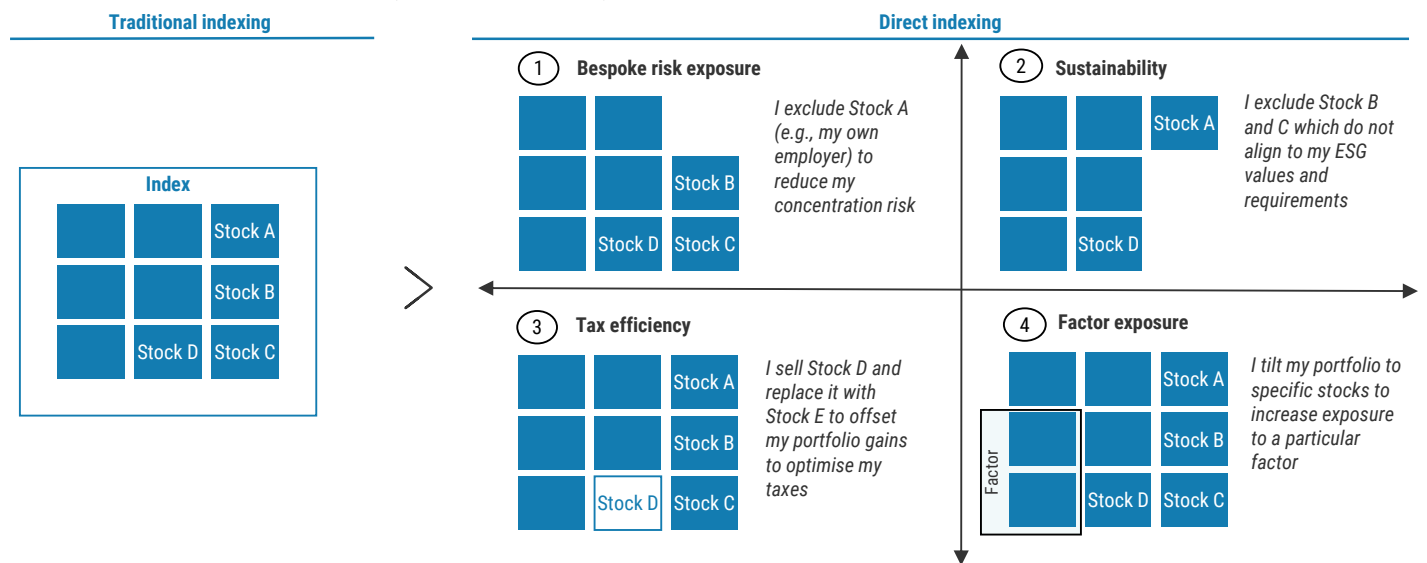 Traditional indexing
Direct indexing
Index
Stock A
Stock B
Stock D Stock C
1 Bespoke risk exposure
Stock B
Stock D Stock C
I exclude Stock A
(e.g., my own
employer) to
reduce my
concentration risk
2 Sustainability
Stock A
Stock D
I exclude Stock B
and C which do not
align to my ESG
values and
requirements
3 Tax efficiency
Stock A
Stock B
Stock D Stock C
I sell Stock D and
replace it with
Stock E to offset
my portfolio gains
to optimise my
taxes
4 Factor exposure
Stock A
Stock B
Stock D Stock C
Factor
I tilt my portfolio to
specific stocks to
increase exposure
to a particular
factor